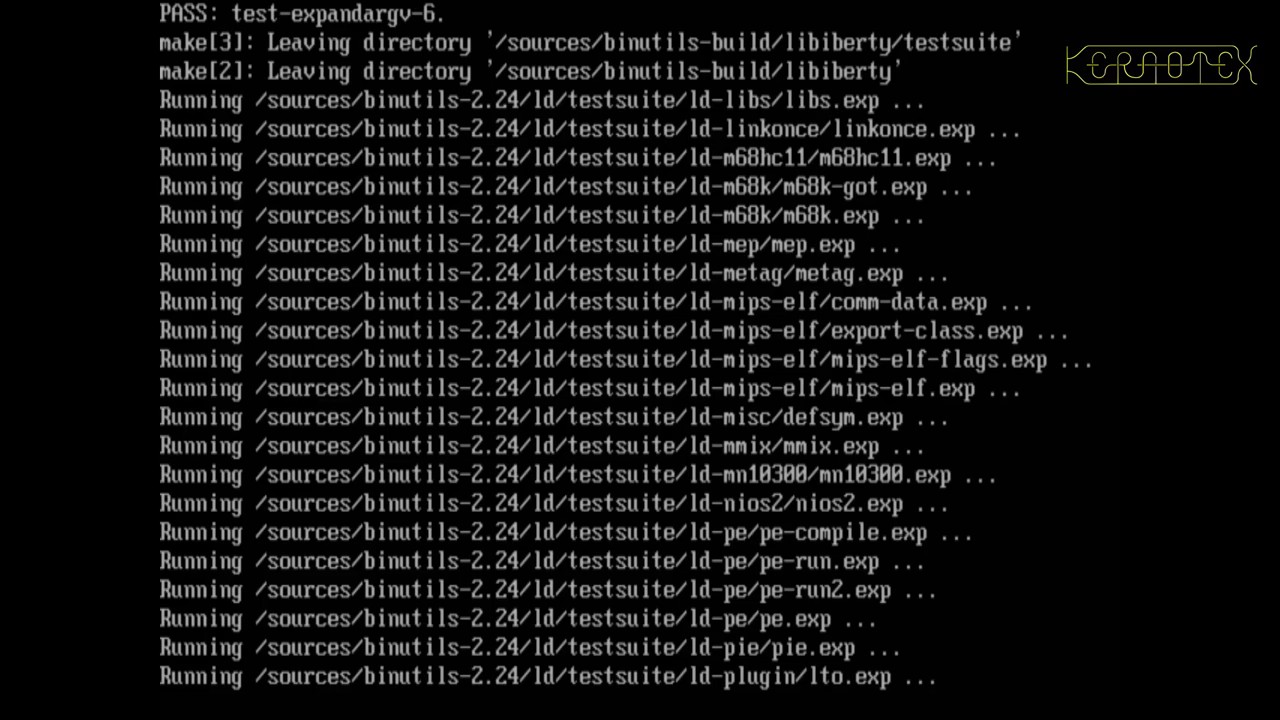 PASS: test-expandargv-6.
make[3]: Leaving directory '/sources/binutils-build/libiberty/testsuite'
make[2]: Leaving directory '/sources/binutils-build/libiberty'
KERNOTEX
Running /sources/binutils-2.24/ld/testsuite/ld-libs/libs.exp ...
Running /sources/binutils-2.24/ld/testsuite/ld-linkonce/linkonce.exp ...
Running /sources/binutils-2.24/ld/testsuite/ld-m68hc11/m68hc11.exp ...
Running /sources/binutils-2.24/ld/testsuite/ld-m68k/m68k-got.exp ...
Running /sources/binutils-2.24/ld/testsuite/ld-m68k/m68k.exp ...
Running /sources/binutils-2.24/ld/testsuite/ld-mep/mep.exp ...
Running /sources/binutils-2.24/ld/testsuite/ld-metag/metag.exp ...
Running /sources/binutils-2.24/ld/testsuite/ld-mips-elf/comm-data.exp ...
Running /sources/binutils-2.24/ld/testsuite/ld-mips-elf/export-class.exp ...
Running /sources/binutils-2.24/ld/testsuite/ld-mips-elf/mips-elf-flags.exp ...
Running /sources/binutils-2.24/ld/testsuite/ld-mips-elf/mips-elf.exp ...
Running /sources/binutils-2.24/ld/testsuite/ld-misc/defsym.exp ...
Running /sources/binutils-2.24/ld/testsuite/ld-mmix/mmix.exp ...
Running /sources/binutils-2.24/ld/testsuite/ld-mn10300/mn10300.exp ...
Running /sources/binutils-2.24/ld/testsuite/ld-nios2/nios2.exp ...
Running /sources/binutils-2.24/ld/testsuite/ld-pe/pe-compile.exp ...
Running /sources/binutils-2.24/ld/testsuite/ld-pe/pe-run.exp ...
Running /sources/binutils-2.24/ld/testsuite/ld-pe/pe-run2.exp ...
Running /sources/binutils-2.24/ld/testsuite/ld-pe/pe.exp ...
Running /sources/binutils-2.24/ld/testsuite/ld-pie/pie.exp ...
Running /sources/binutils-2.24/ld/testsuite/ld-plugin/lto.exp ...